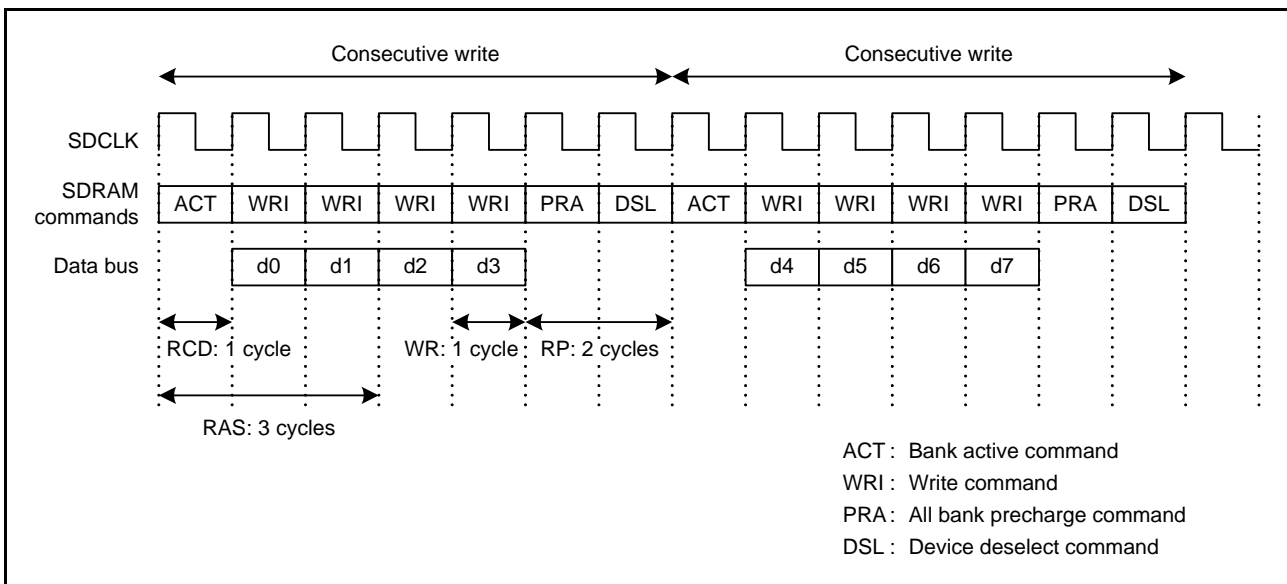 Consecutive write Consecutive write
SDCLK
SDRAM commands ACT WRI WRI WRI WRI PRA DSL ACT WRI WRI WRI WRI PRA DSL
Data bus d0 d1 d2 d3 d4 d5 d6 d7
RCD: 1 cycle WR: 1 cycle RP: 2 cycles
RAS: 3 cycles
ACT : Bank active command
WRI : Write command
PRA : All bank precharge command
DSL : Device deselect command